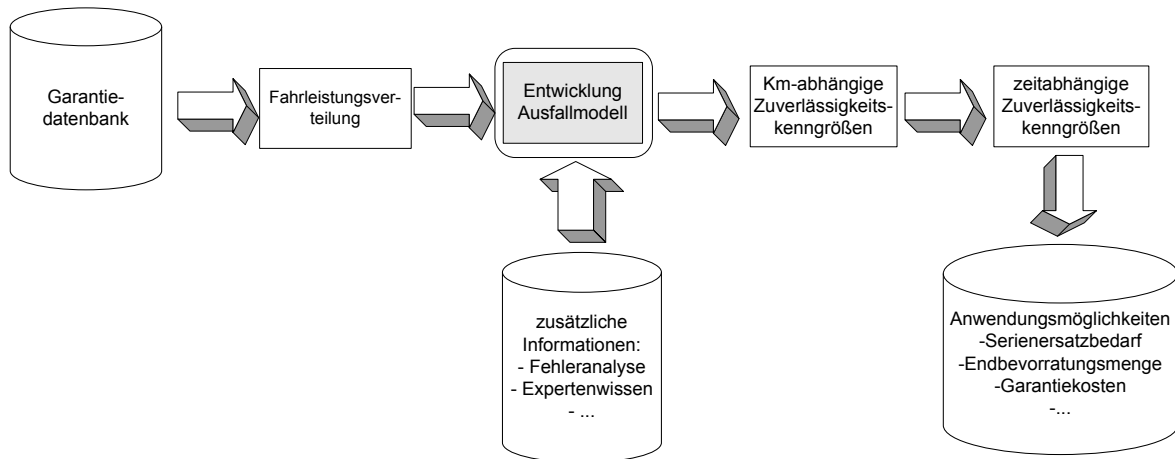 Garantie-
datenbank
Fahrleistungsver-
teilung
Entwicklung
Ausfallmodell
Km-abhängige
Zuverlässigkeits-
kenngrößen
zeitabhängige
Zuverlässigkeits-
kenngrößen
zusätzliche
Informationen:
- Fehleranalyse
- Expertenwissen
- ...
Anwendungsmöglichkeiten
-Serienersatzbedarf
-Endbevorratungsmenge
-Garantiekosten
-...